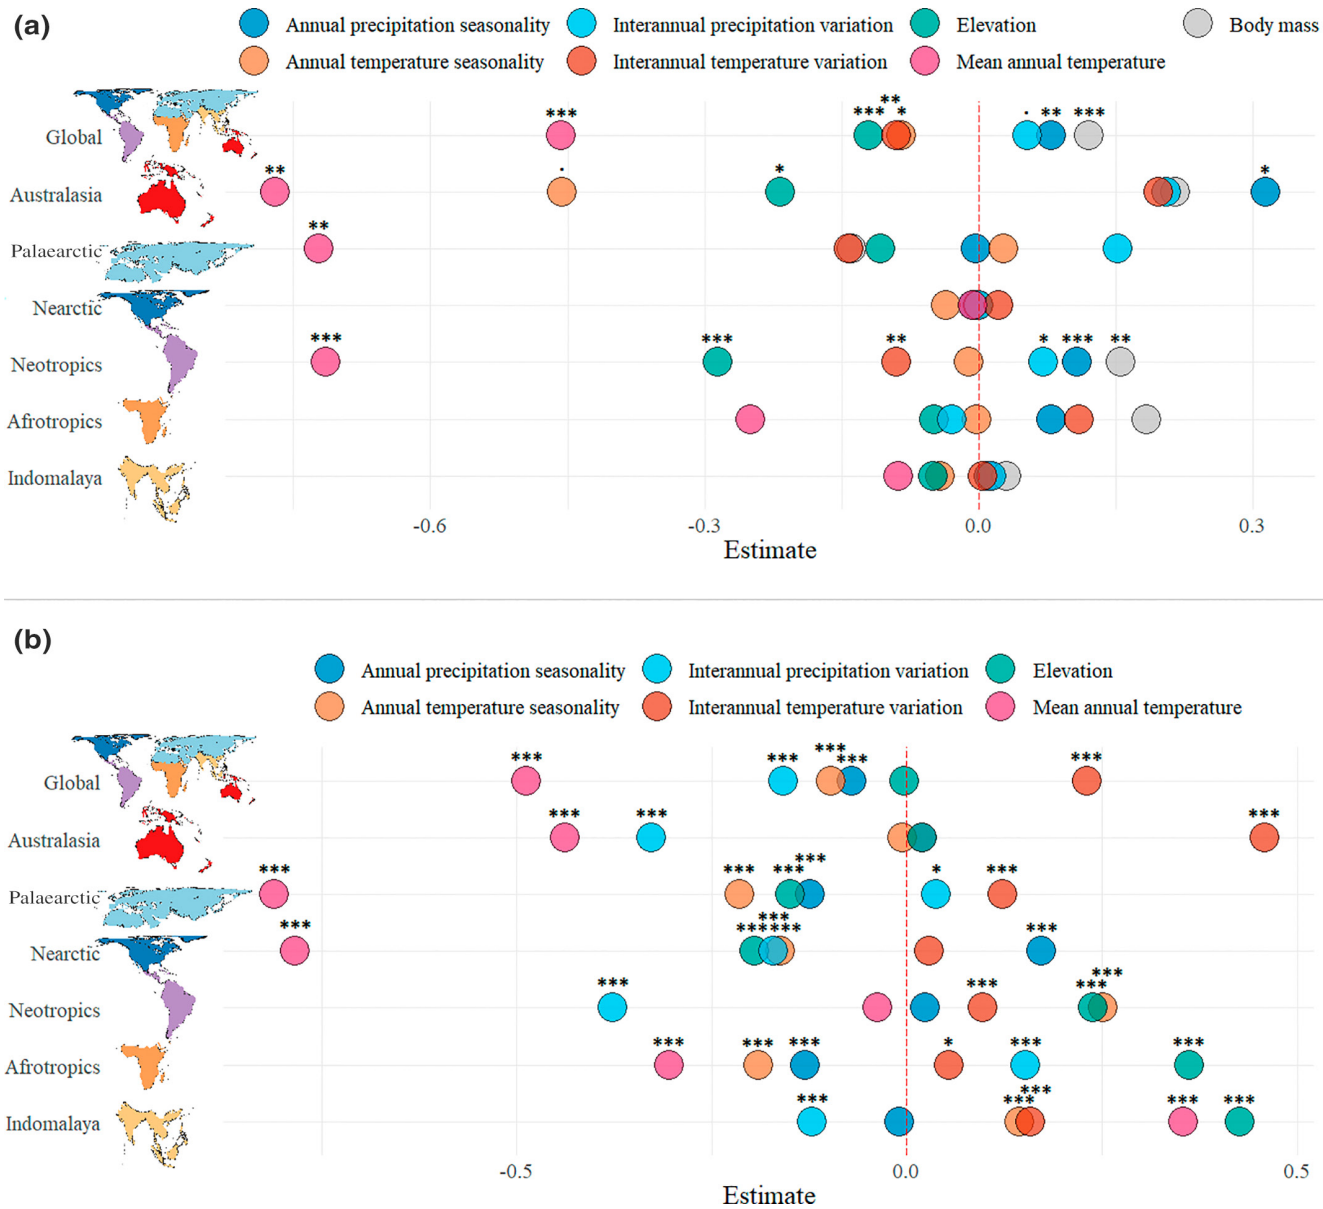 (a)
Annual precipitation seasonality Interannual precipitation variation Elevation Body mass
Annual temperature seasonality Interannual temperature variation Mean annual temperature
**
*** *** * . ** ***
Global
** . * *
Australasia
**
Palaearctic
Nearctic
*** *** ** * *** **
Neotropics
Afrotropics
Indomalaya
-0.6 -0.3 0.0 0.3
Estimate
(b)
Annual precipitation seasonality Interannual precipitation variation Elevation
Annual temperature seasonality Interannual temperature variation Mean annual temperature
*** *** *** *** ***
Global
*** *** ***
Australasia
*** *** *** *** * ***
Palaearctic
*** *** *** *** ***
Nearctic
*** *** *** ***
Neotropics
*** *** *** * *** ***
Afrotropics
*** *** *** *** ***
Indomalaya
-0.5 0.0 0.5
Estimate